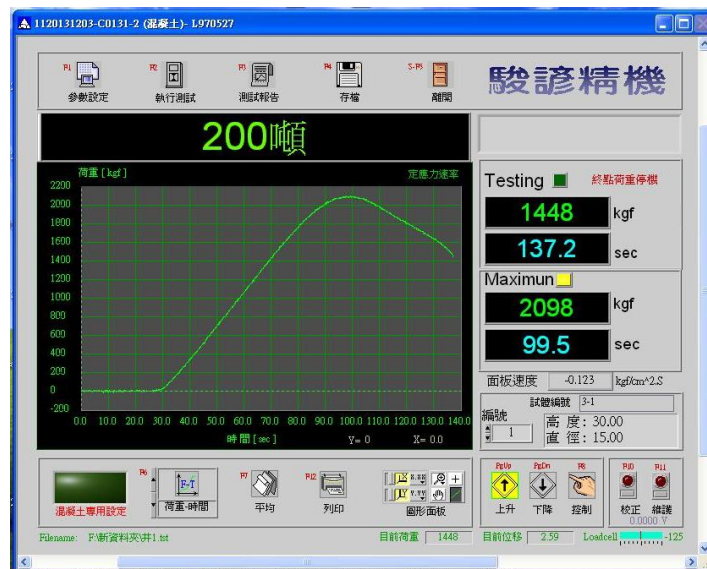 1120131203-C0131-2 (混凝土)- L970527
F1 F2 F3 F4 S-F5
參數設定 執行測試 測試報告 存檔 離開
駿諺精機
200噸
荷重 [kgf] 定應力速率
2200
2000
1800
1600
1400
1200
1000
800
600
400
200
0
-200
0.0 10.0 20.0 30.0 40.0 50.0 60.0 70.0 80.0 90.0 100.0 110.0 120.0 130.0 140.0
時間 [sec] Y= 0 X= 0.0
Testing 終點荷重停機
1448 kgf
137.2 sec
Maximun
2098 kgf
99.5 sec
面板速度 -0.123 kgf/cm^2.S
試體編號 3-1
編號
1
高 度: 30.00
直 徑: 15.00
F6 F7 F12
混凝土專用設定 F-T 荷重-時間 平均 列印 圖形面板
PgUp PgDn F8 F10 F11
上升 下降 控制 校正 維護
0.0000 V
Filename: F:\新資料夾\井1.tst 目前荷重 1448 目前位移 2.59 Loadcell -125